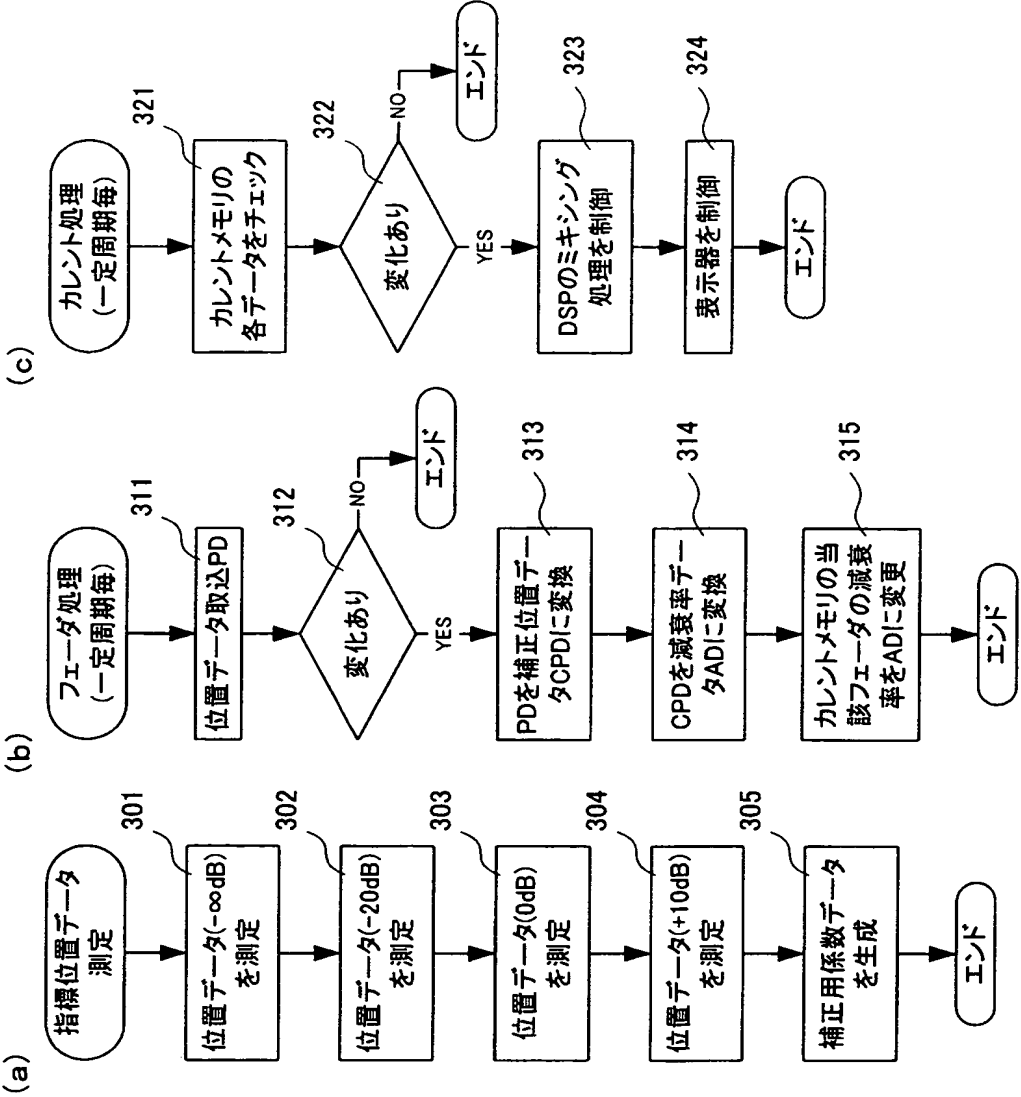 (a)
指標位置データ
測定
301
位置データ(-∞dB)
を測定
302
位置データ(-20dB)
を測定
303
位置データ(0dB)
を測定
304
位置データ(+10dB)
を測定
305
補正用係数データ
を生成
エンド
(b)
フェーダ処理
(一定周期毎)
311
位置データ取込PD
312
変化あり
NO
エンド
YES
313
PDを補正位置デー
タCPDに変換
314
CPDを減衰率デー
タADIに変換
315
カレントメモリの当
該フェーダの減衰
率をADIに変更
エンド
(c)
カレント処理
(一定周期毎)
321
カレントメモリの
各データをチェック
322
変化あり
NO
エンド
YES
323
DSPのミキシング
処理を制御
324
表示器を制御
エンド